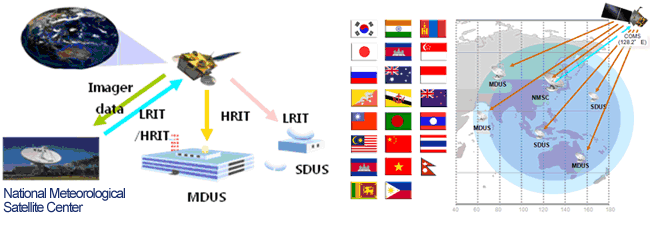 Imager
data
LRIT
/HRIT
HRIT
LRIT
SDUS
MDUS
National Meteorological
Satellite Center
COMS
(128.2° E)
MDUS
NMSC
MDUS
SDUS
SDUS
MDUS
40 60 80 100 120 140 160 180